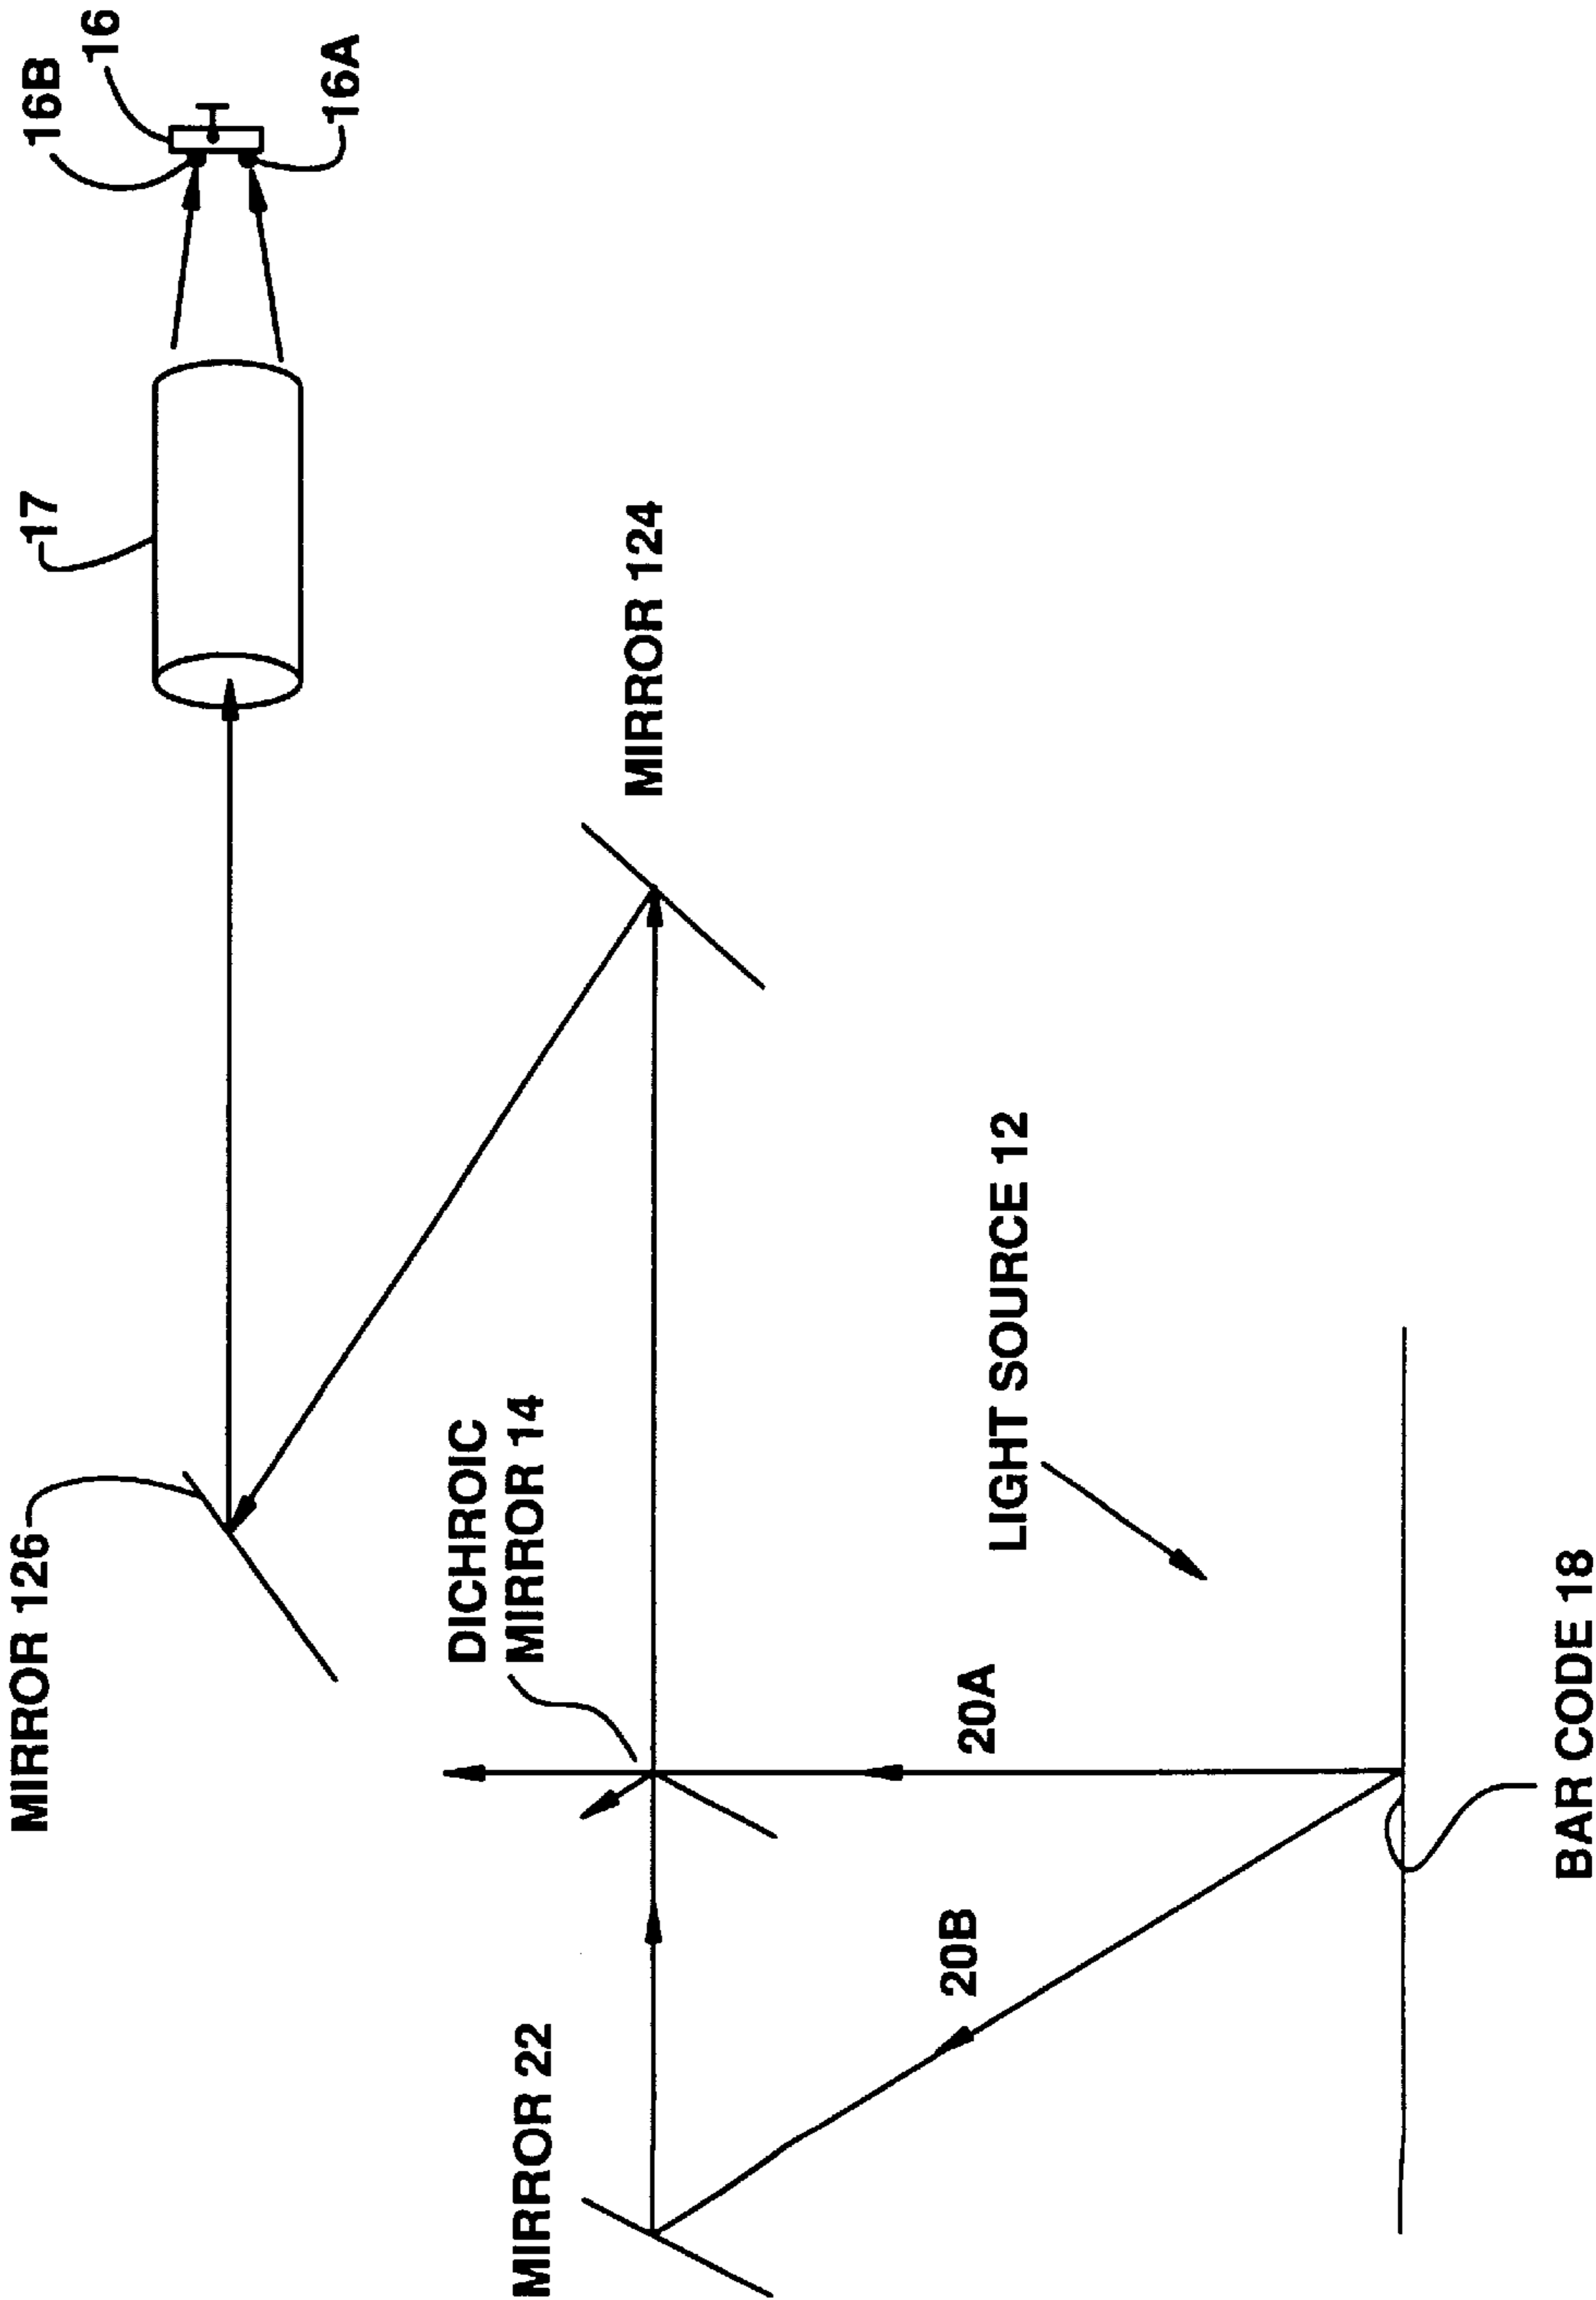 MIRROR 126
17
16B
16
16A
MIRROR 22
DICHROIC
MIRROR 14
MIRROR 124
20B
20A
LIGHT SOURCE 12
BAR CODE 18